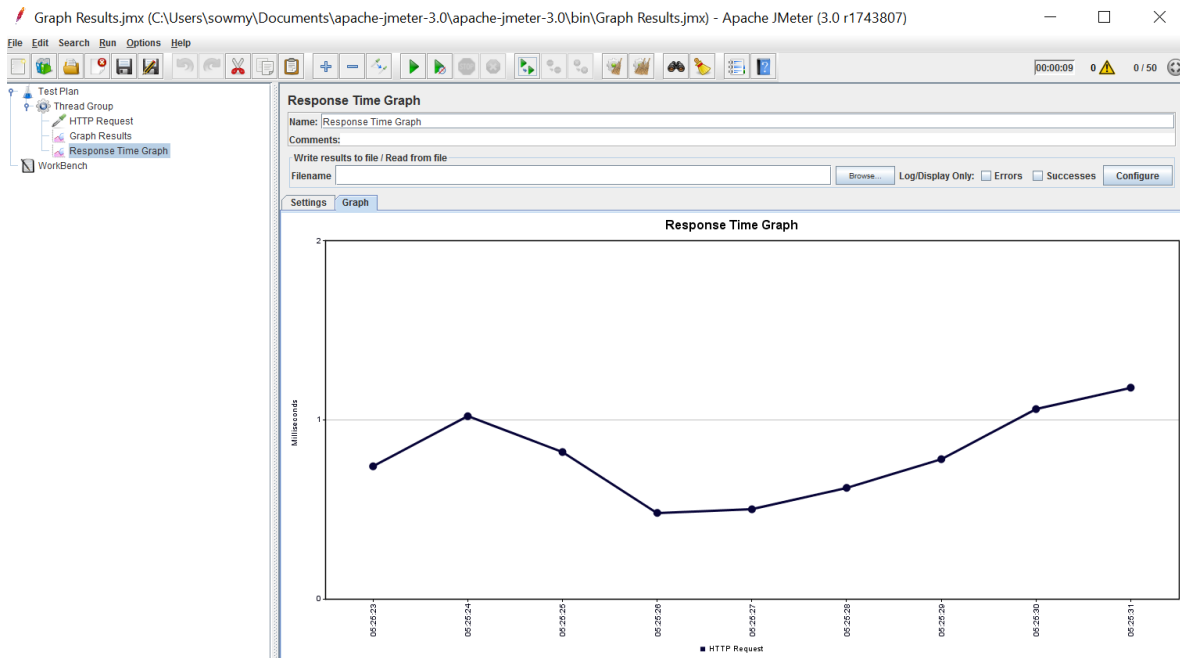 Graph Results.jmx (C:\Users\sowmy\Documents\apache-jmeter-3.0\apache-jmeter-3.0\bin\Graph Results.jmx) - Apache JMeter (3.0 r1743807)
File Edit Search Run Options Help
00:00:09 0 0 / 50
Test Plan
Thread Group
HTTP Request
Graph Results
Response Time Graph
WorkBench
Response Time Graph
Name: Response Time Graph
Comments:
Write results to file / Read from file
Filename Browse... Log/Display Only: Errors Successes Configure
Settings Graph
Response Time Graph
2
1
0
Milliseconds
05:25:23 05:25:24 05:25:25 05:25:26 05:25:27 05:25:28 05:25:29 05:25:30 05:25:31
HTTP Request